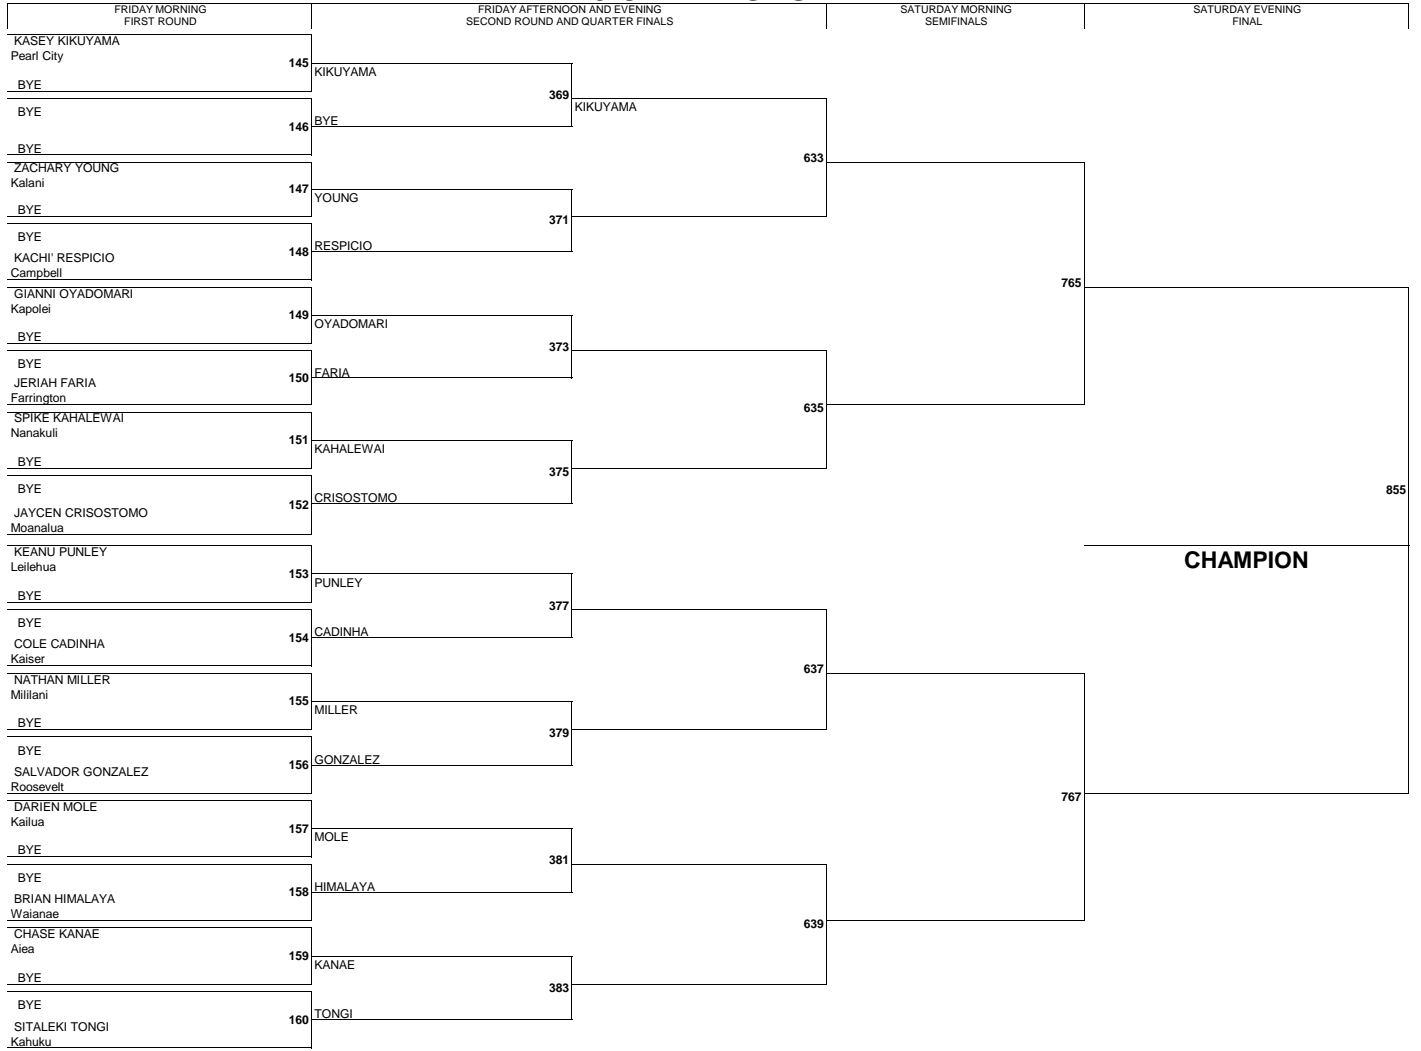 FRIDAY MORNING
FIRST ROUND
FRIDAY AFTERNOON AND EVENING
SECOND ROUND AND QUARTER FINALS
SATURDAY MORNING
SEMIFINALS
SATURDAY EVENING
FINAL
KASEY KIKUYAMA
Pearl City
145
BYE
BYE
146
BYE
ZACHARY YOUNG
Kalani
147
BYE
BYE
148
KACHI' RESPICIO
Campbell
GIANNI OYADOMARI
Kapolei
149
BYE
BYE
150
JERIAH FARIA
Farrington
SPIKE KAHALEWAI
Nanakuli
151
BYE
BYE
152
JAYCEN CRISOSTOMO
Moanalua
KEANU PUNLEY
Leilehua
153
BYE
BYE
154
COLE CADINHA
Kaiser
NATHAN MILLER
Mililani
155
BYE
BYE
156
SALVADOR GONZALEZ
Roosevelt
DARIEN MOLE
Kailua
157
BYE
BYE
158
BRIAN HIMALAYA
Waianae
CHASE KANAE
Aiea
159
BYE
BYE
160
SITALEKI TONGI
Kahuku
KIKUYAMA
369
BYE
YOUNG
371
RESPICIO
OYADOMARI
373
FARIA
KAHALEWAI
375
CRISOSTOMO
PUNLEY
377
CADINHA
MILLER
379
GONZALEZ
MOLE
381
HIMALAYA
KANAE
383
TONGI
KIKUYAMA
633
635
637
639
765
767
855
CHAMPION